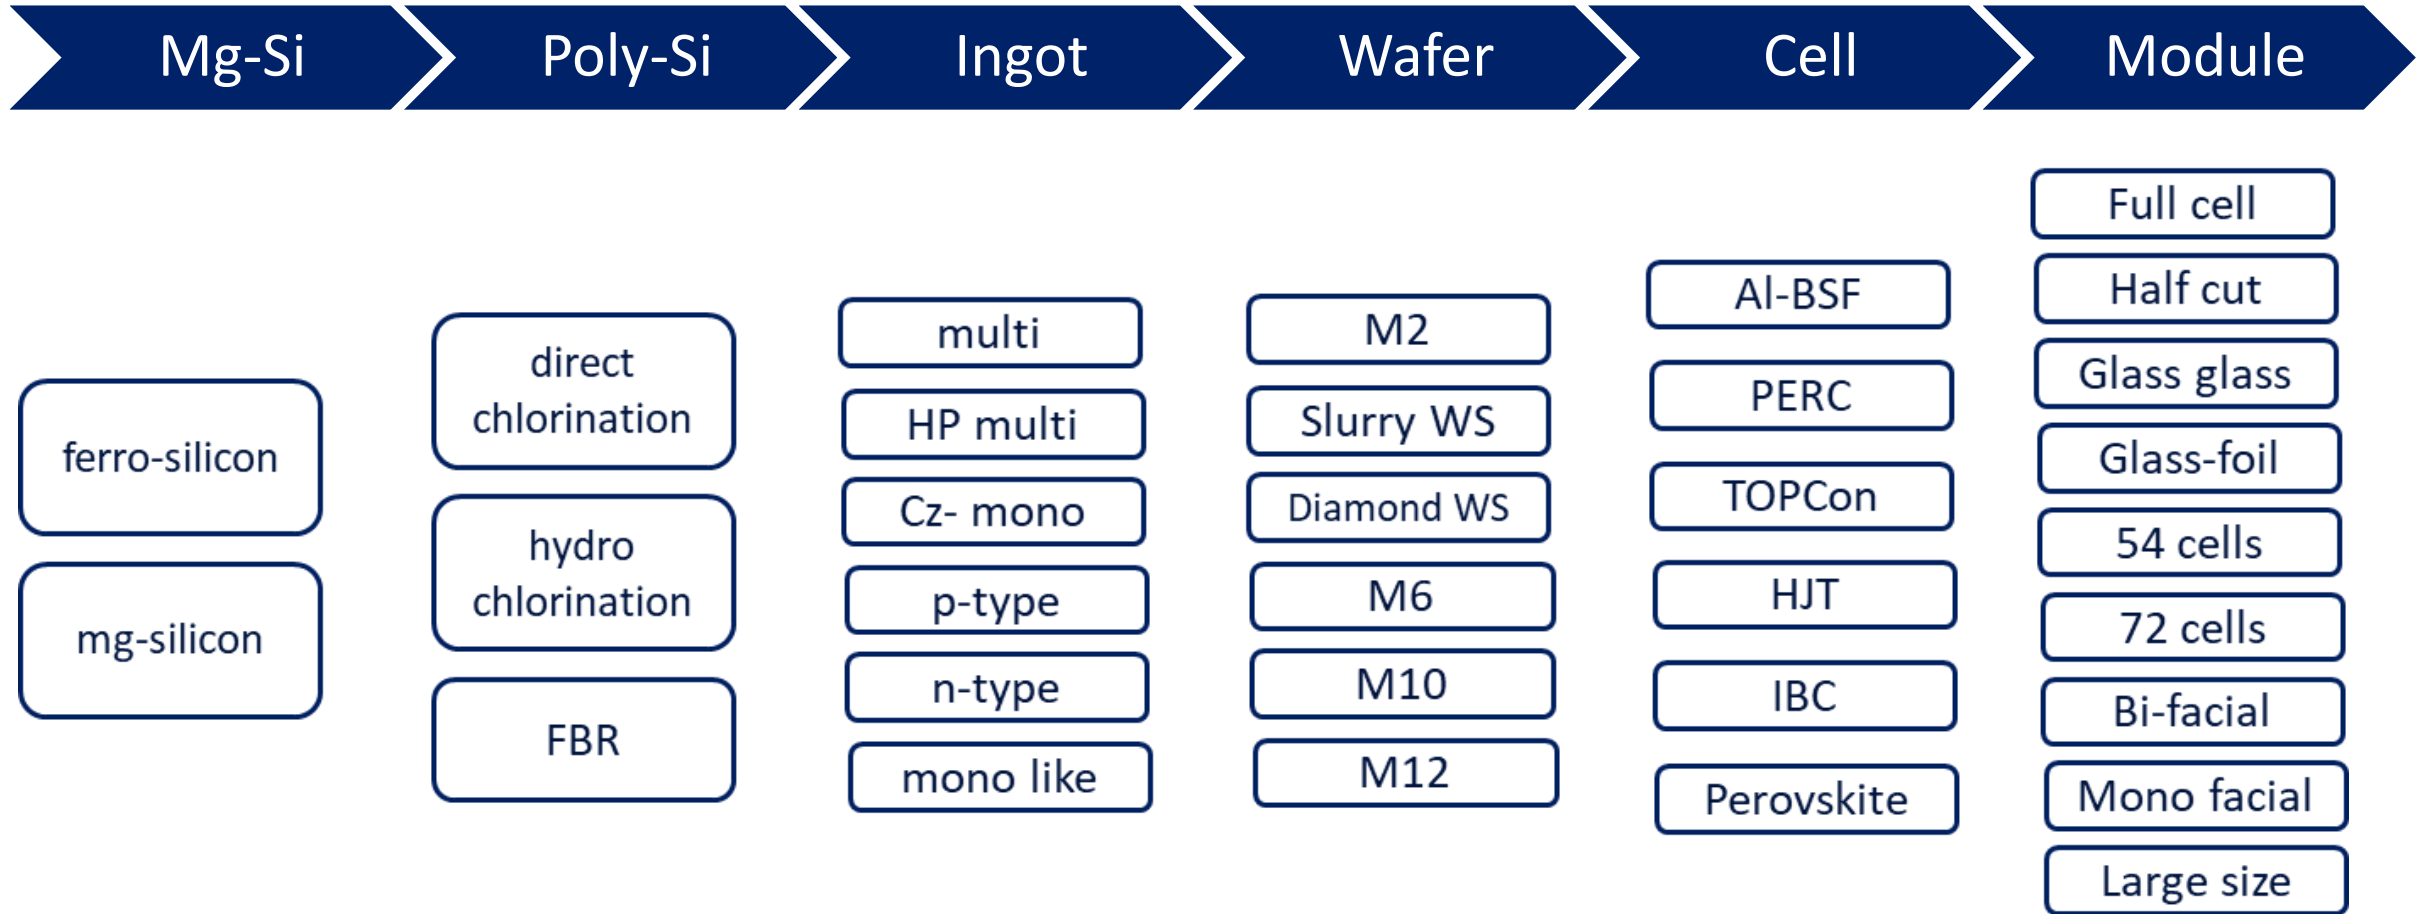 Mg-Si
Poly-Si
Ingot
Wafer
Cell
Module
ferro-silicon
mg-silicon
direct
chlorination
hydro
chlorination
FBR
multi
HP multi
Cz- mono
p-type
n-type
mono like
M2
Slurry WS
Diamond WS
M6
M10
M12
Al-BSF
PERC
TOPCon
HJT
IBC
Perovskite
Full cell
Half cut
Glass glass
Glass-foil
54 cells
72 cells
Bi-facial
Mono facial
Large size